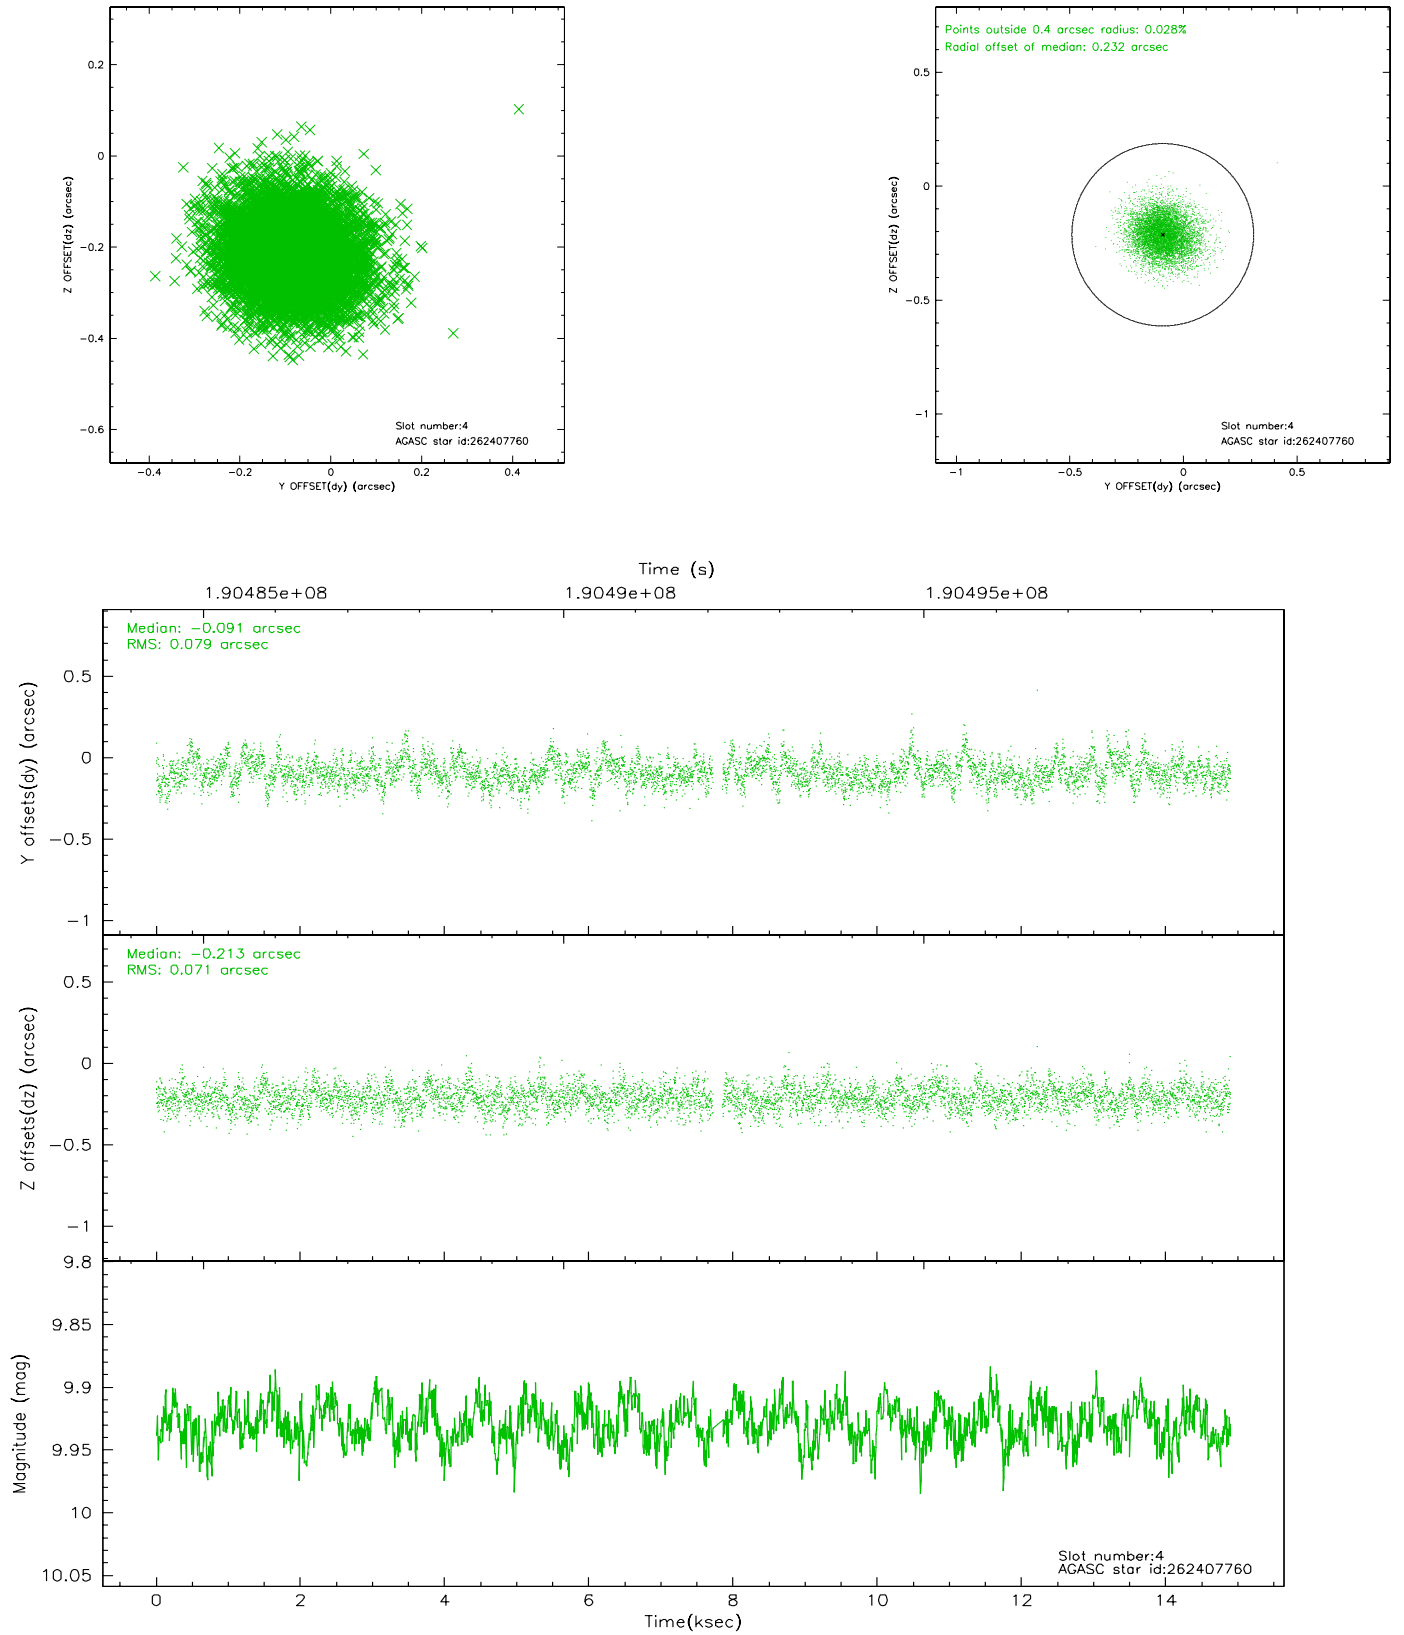 0.2
0
-0.2
-0.4
-0.6
Z OFFSET(dz) (arcsec)
Slot number:4
AGASC star id:262407760
-0.4
-0.2
0
0.2
0.4
Y OFFSET(dy) (arcsec)
Points outside 0.4 arcsec radius: 0.028%
Radial offset of median: 0.232 arcsec
0.5
0
-0.5
-1
Z OFFSET(dz) (arcsec)
Slot number:4
AGASC star id:262407760
-1
-0.5
0
0.5
Y OFFSET(dy) (arcsec)
Time (s)
1.90485e+08
1.9049e+08
1.90495e+08
Median: -0.091 arcsec
RMS: 0.079 arcsec
0.5
0
-0.5
-1
Y offsets(dy) (arcsec)
Median: -0.213 arcsec
RMS: 0.071 arcsec
0.5
0
-0.5
-1
Z offsets(dz) (arcsec)
9.8
9.85
9.9
9.95
10
10.05
Magnitude (mag)
Slot number:4
AGASC star id:262407760
0
2
4
6
8
10
12
14
Time(ksec)